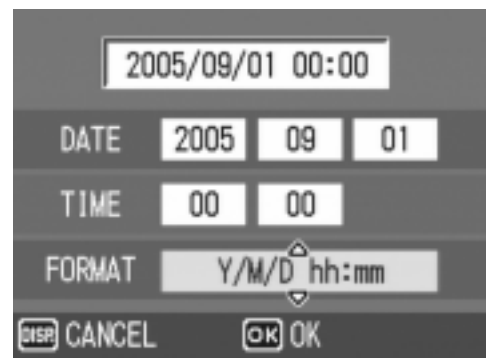 2005/09/01 00:00
DATE 2005 09 01
TIME 00 00
FORMAT Y/M/D hh:mm
DISP CANCEL OK OK